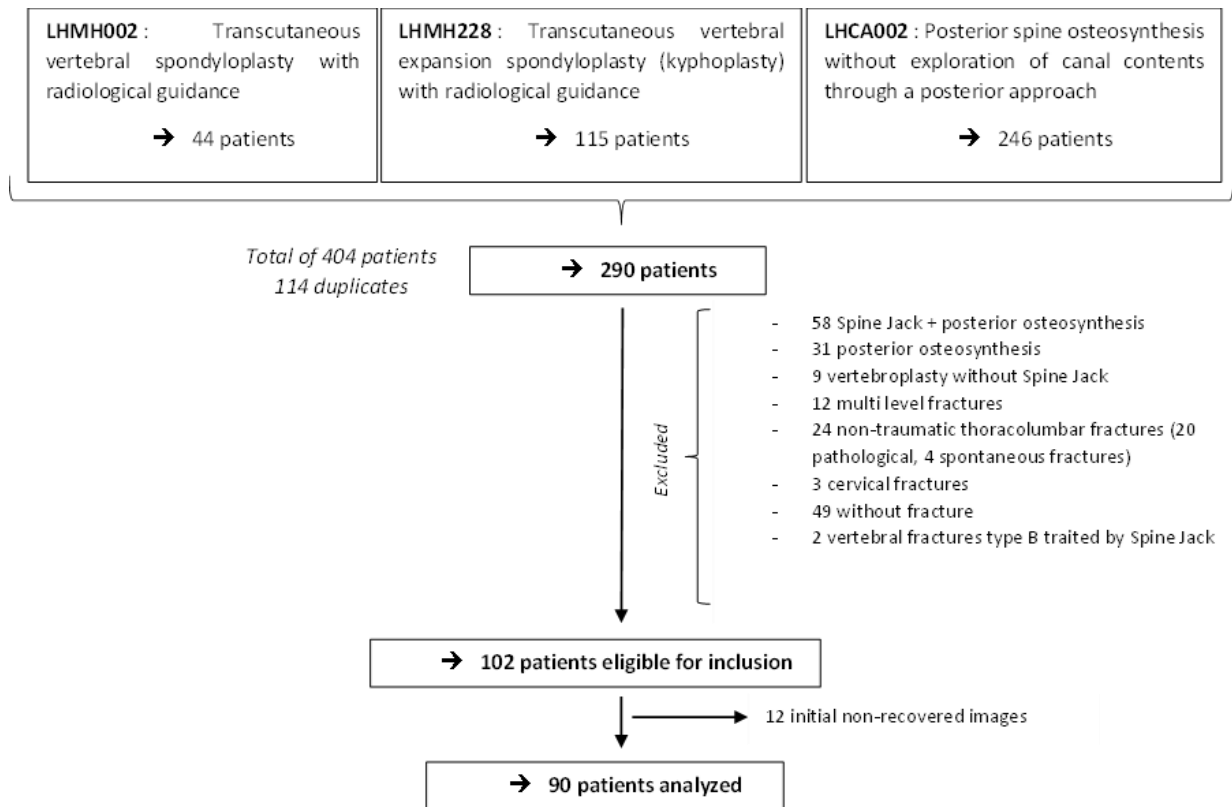 LHMH002 : Transcutaneous
vertebral spondyloplasty with
radiological guidance
→ 44 patients
LHMH228 : Transcutaneous vertebral
expansion spondyloplasty (kyphoplasty)
with radiological guidance
→ 115 patients
LHCA002 : Posterior spine osteosynthesis
without exploration of canal contents
through a posterior approach
→ 246 patients
Total of 404 patients
114 duplicates
→ 290 patients
Excluded
- 58 Spine Jack + posterior osteosynthesis
- 31 posterior osteosynthesis
- 9 vertebroplasty without Spine Jack
- 12 multi level fractures
- 24 non-traumatic thoracolumbar fractures (20
pathological, 4 spontaneous fractures)
- 3 cervical fractures
- 49 without fracture
- 2 vertebral fractures type B traited by Spine Jack
→ 102 patients eligible for inclusion
12 initial non-recovered images
→ 90 patients analyzed